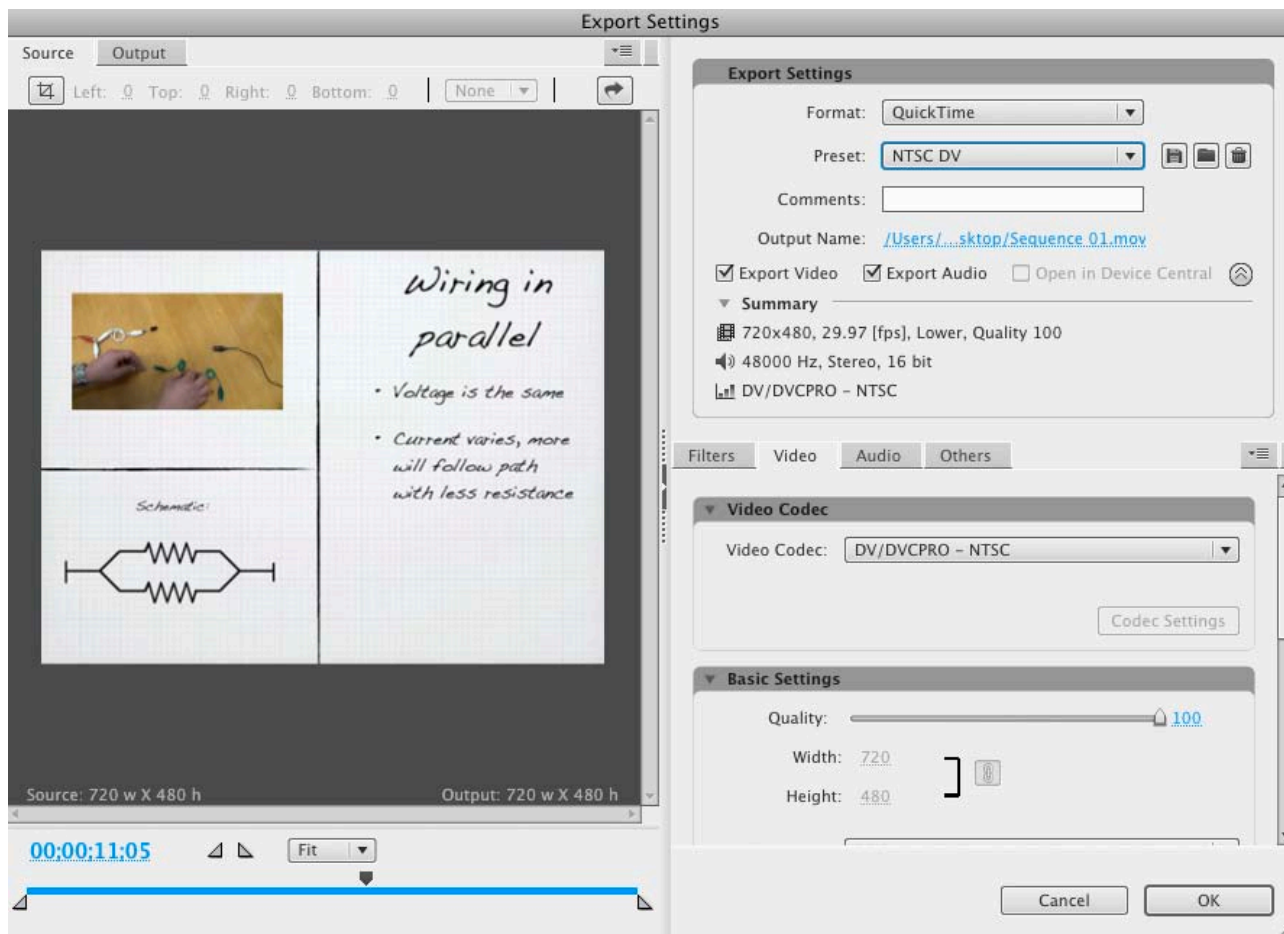 Export Settings
Source Output
Left: 0 Top: 0 Right: 0 Bottom: 0 None
Wiring in
parallel
• Voltage is the same
• Current varies, more
will follow path
with less resistance
Schematic:
Source: 720 w X 480 h Output: 720 w X 480 h
00;00;11;05 Fit
Export Settings
Format: QuickTime
Preset: NTSC DV
Comments:
Output Name: /Users/...sktop/Sequence 01.mov
Export Video Export Audio Open in Device Central
Summary
720x480, 29.97 [fps], Lower, Quality 100
48000 Hz, Stereo, 16 bit
DV/DVCPRO – NTSC
Filters Video Audio Others
Video Codec
Video Codec: DV/DVCPRO – NTSC
Codec Settings
Basic Settings
Quality: 100
Width: 720
Height: 480
Cancel OK